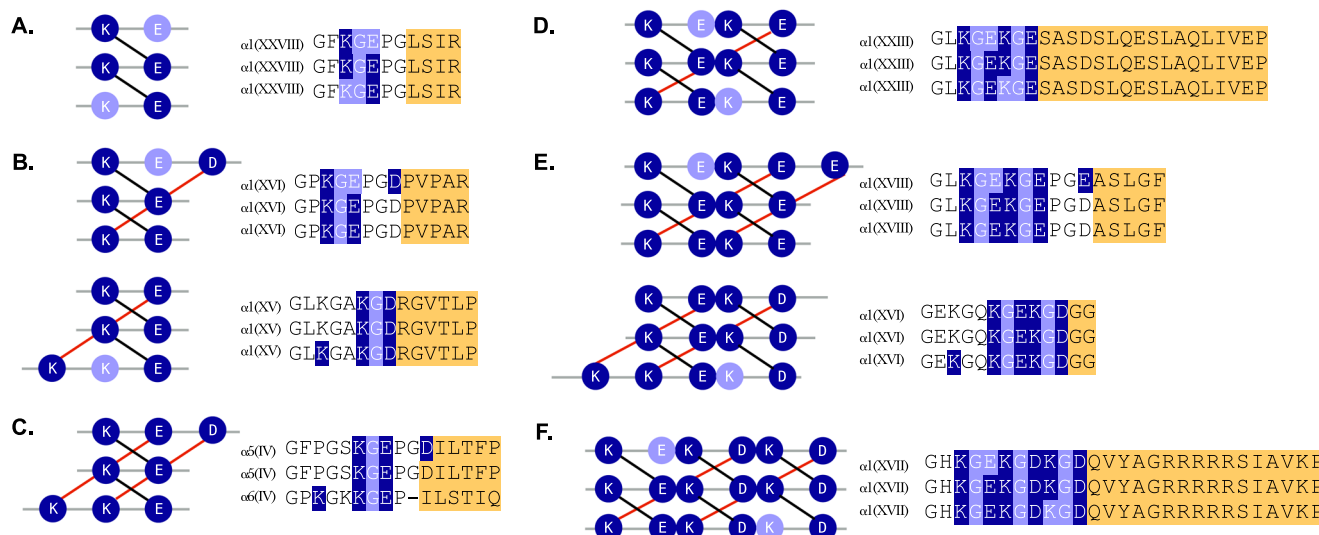 A.
K E
K E
K E
α1(XXVIII) GFKGEPGLSIR
α1(XXVIII) GFKGEPGLSIR
α1(XXVIII) GFKGEPGLSIR
B.
K E D
K E
K E
α1(XVI) GPKGEPGDPVPAR
α1(XVI) GPKGEPGDPVPAR
α1(XVI) GPKGEPGDPVPAR
K E
K E
K K E
α1(XV) GLKGAKGDRGVTLP
α1(XV) GLKGAKGDRGVTLP
α1(XV) GLKGAKGDRGVTLP
C.
K E D
K E
K K E
α5(IV) GFPGSKGEPGDILTFP
α5(IV) GFPGSKGEPGDILTFP
α6(IV) GPKGKKGEP-ILSTIQ
D.
K E K E
K E K E
K E K E
α1(XXIII) GLKGEKGESASDSLQESLAQLIVEP
α1(XXIII) GLKGEKGESASDSLQESLAQLIVEP
α1(XXIII) GLKGEKGESASDSLQESLAQLIVEP
E.
K E K E E
K E K E
K E K E
α1(XVIII) GLKGEKGEPGEASLGF
α1(XVIII) GLKGEKGEPGDASLGF
α1(XVIII) GLKGEKGEPGDASLGF
K E K D
K E K D
K K E K D
α1(XVI) GEKGQKGEKGDGG
α1(XVI) GEKGQKGEKGDGG
α1(XVI) GEKGQKGEKGDGG
F.
K E K D K D
K E K D K D
K E K D K D
α1(XVII) GHKGEKGDKGDQVYAGRRRRRSIAVKP
α1(XVII) GHKGEKGDKGDQVYAGRRRRRSIAVKP
α1(XVII) GHKGEKGDKGDQVYAGRRRRRSIAVKP